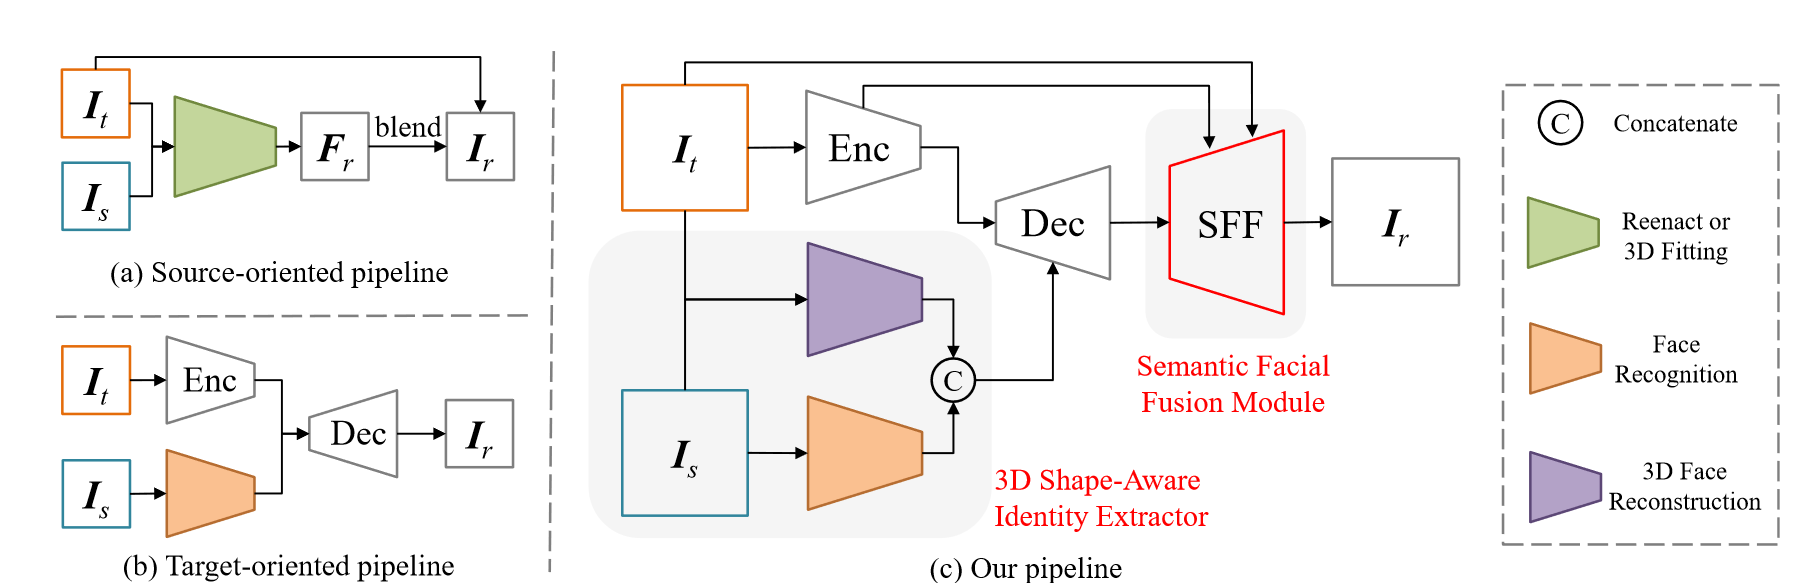 I_t
I_s
F_r
blend
I_r
(a) Source-oriented pipeline
I_t
Enc
I_s
Dec
I_r
(b) Target-oriented pipeline
I_t
Enc
Dec
SFF
I_r
C
I_s
Semantic Facial
Fusion Module
3D Shape-Aware
Identity Extractor
(c) Our pipeline
C
Concatenate
Reenact or
3D Fitting
Face
Recognition
3D Face
Reconstruction